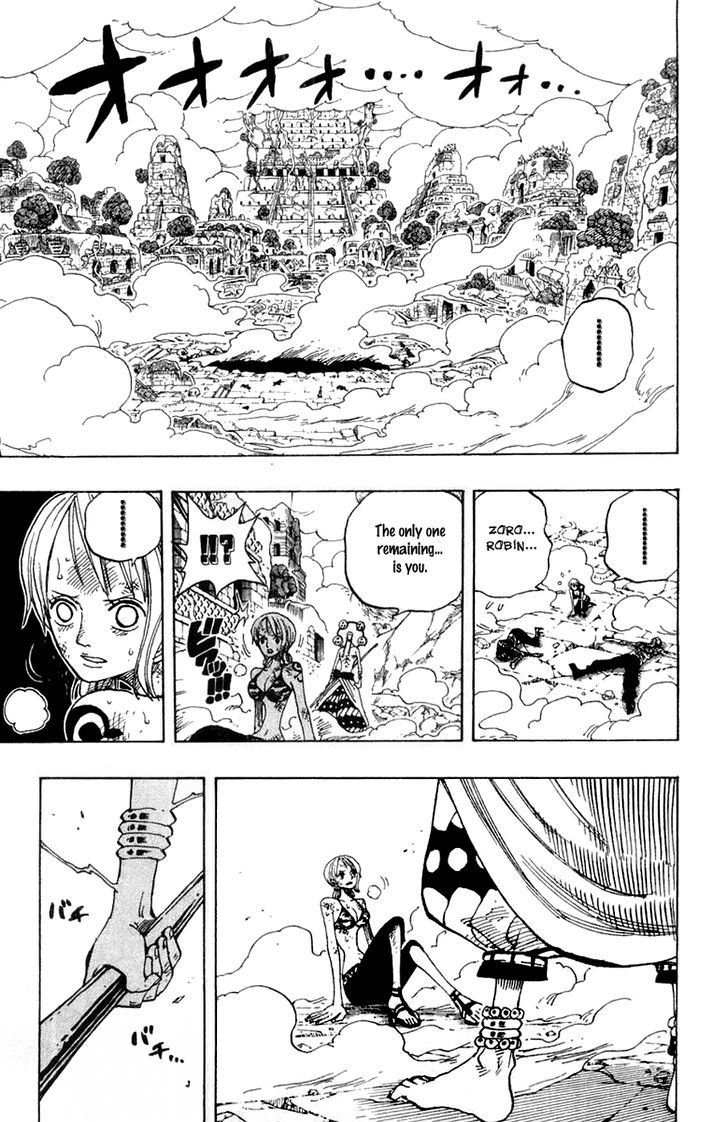 オオオオ・・・・オオ・・・
.........
.........
ZORO...
ROBIN...
The only one
remaining...
is you.
!!?
ビクッ!!!
.........
バチ
バチ...